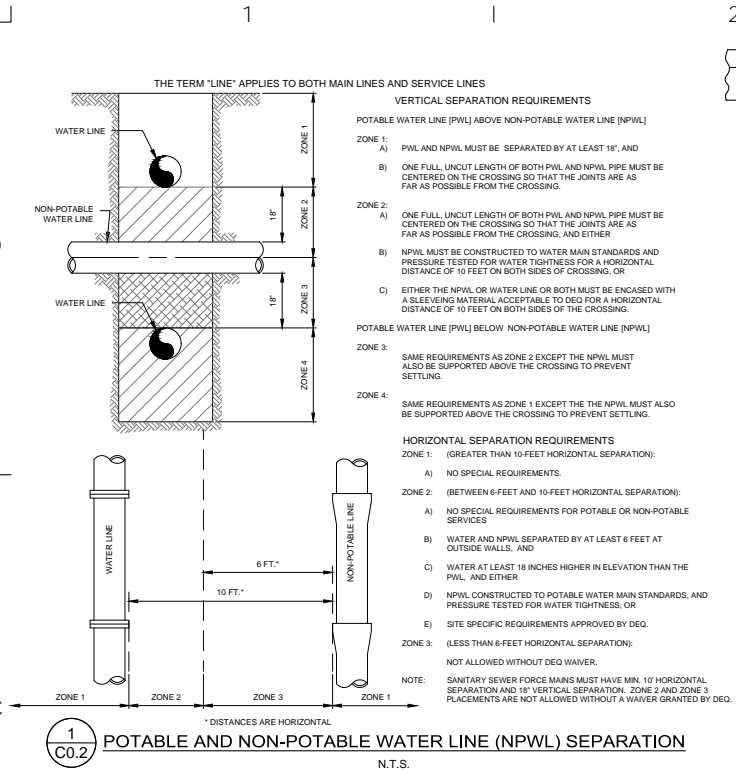 1
2
THE TERM "LINE" APPLIES TO BOTH MAIN LINES AND SERVICE LINES
WATER LINE
NON-POTABLE
WATER LINE
WATER LINE
ZONE 1
ZONE 2
ZONE 3
ZONE 4
18"
18"
VERTICAL SEPARATION REQUIREMENTS
POTABLE WATER LINE [PWL] ABOVE NON-POTABLE WATER LINE [NPWL]
ZONE 1:
A) PWL AND NPWL MUST BE SEPARATED BY AT LEAST 18", AND
B) ONE FULL, UNCUT LENGTH OF BOTH PWL AND NPWL PIPE MUST BE
CENTERED ON THE CROSSING SO THAT THE JOINTS ARE AS
FAR AS POSSIBLE FROM THE CROSSING.
ZONE 2:
A) ONE FULL, UNCUT LENGTH OF BOTH PWL AND NPWL PIPE MUST BE
CENTERED ON THE CROSSING SO THAT THE JOINTS ARE AS
FAR AS POSSIBLE FROM THE CROSSING, AND EITHER
B) NPWL MUST BE CONSTRUCTED TO WATER MAIN STANDARDS AND
PRESSURE TESTED FOR WATER TIGHTNESS FOR A HORIZONTAL
DISTANCE OF 10 FEET ON BOTH SIDES OF CROSSING, OR
C) EITHER THE NPWL OR WATER LINE OR BOTH MUST BE ENCASED WITH
A SLEEVEING MATERIAL ACCEPTABLE TO DEQ FOR A HORIZONTAL
DISTANCE OF 10 FEET ON BOTH SIDES OF THE CROSSING.
POTABLE WATER LINE [PWL] BELOW NON-POTABLE WATER LINE [NPWL]
ZONE 3:
SAME REQUIREMENTS AS ZONE 2 EXCEPT THE NPWL MUST
ALSO BE SUPPORTED ABOVE THE CROSSING TO PREVENT
SETTLING.
ZONE 4:
SAME REQUIREMENTS AS ZONE 1 EXCEPT THE THE NPWL MUST ALSO
BE SUPPORTED ABOVE THE CROSSING TO PREVENT SETTLING.
HORIZONTAL SEPARATION REQUIREMENTS
ZONE 1: (GREATER THAN 10-FEET HORIZONTAL SEPARATION):
A) NO SPECIAL REQUIREMENTS.
ZONE 2: (BETWEEN 6-FEET AND 10-FEET HORIZONTAL SEPARATION):
A) NO SPECIAL REQUIREMENTS FOR POTABLE OR NON-POTABLE
SERVICES
B) WATER AND NPWL SEPARATED BY AT LEAST 6 FEET AT
OUTSIDE WALLS, AND
C) WATER AT LEAST 18 INCHES HIGHER IN ELEVATION THAN THE
PWL, AND EITHER
D) NPWL CONSTRUCTED TO POTABLE WATER MAIN STANDARDS, AND
PRESSURE TESTED FOR WATER TIGHTNESS, OR
E) SITE SPECIFIC REQUIREMENTS APPROVED BY DEQ.
ZONE 3: (LESS THAN 6-FEET HORIZONTAL SEPARATION):
NOT ALLOWED WITHOUT DEQ WAIVER.
NOTE: SANITARY SEWER FORCE MAINS MUST HAVE MIN. 10' HORIZONTAL
SEPARATION AND 18" VERTICAL SEPARATION. ZONE 2 AND ZONE 3
PLACEMENTS ARE NOT ALLOWED WITHOUT A WAIVER GRANTED BY DEQ.
WATER LINE
NON-POTABLE LINE
6 FT.*
10 FT.*
ZONE 1
ZONE 2
ZONE 3
ZONE 1
* DISTANCES ARE HORIZONTAL
1
C0.2
POTABLE AND NON-POTABLE WATER LINE (NPWL) SEPARATION
N.T.S.